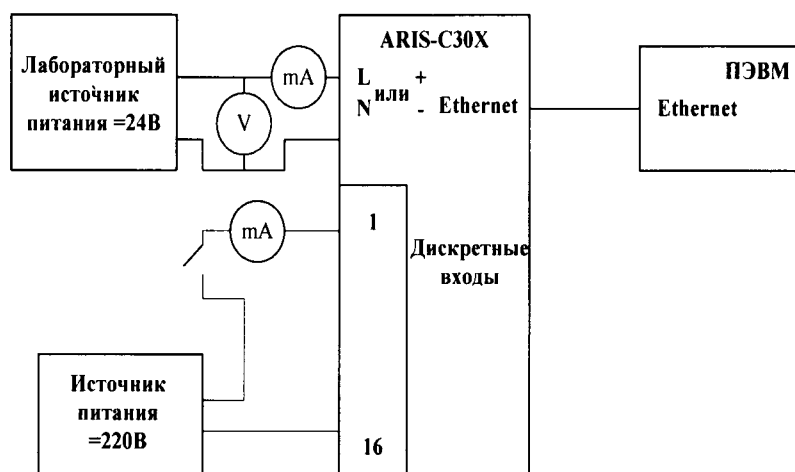 Лабораторный
источник
питания =24В
mA
V
ARIS-C30X
L
N
или
+
- Ethernet
ПЭВМ
Ethernet
mA
1
Дискретные
входы
16
Источник
питания
=220В